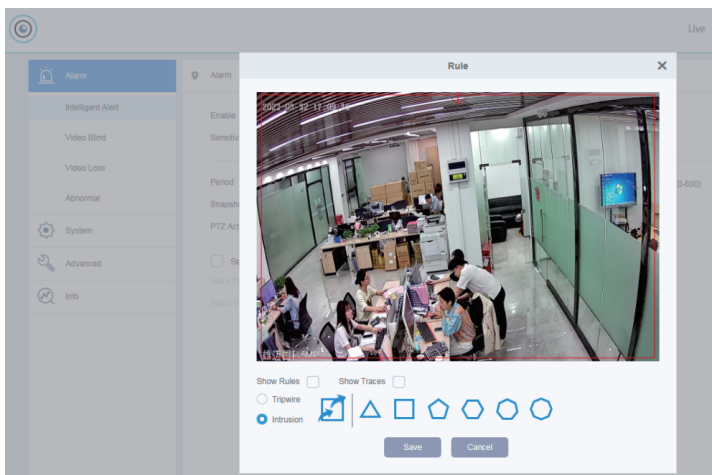 Live
Rule
Alarm
Alarm
Intelligent Alert
Enable
Sensitiv
Video Blind
Video Loss
Period
0-600)
Abnormal
Snapsh
System
PTZ Act
Advanced
Se
Info
Show Rules
Show Traces
Tripwire
Intrusion
Save
Cancel